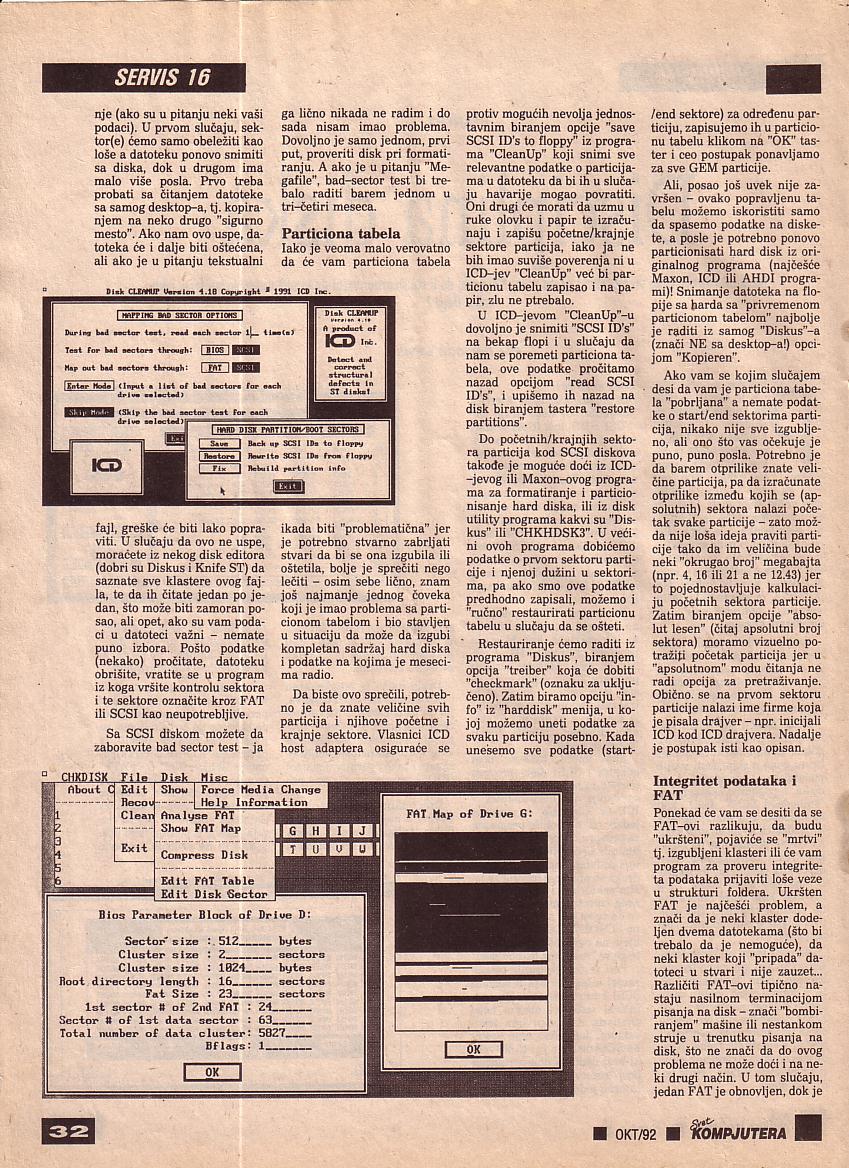 SERVIS 16
nje (ako su u pitanju neki vaši
podaci). U prvom slučaju, sek-
tor(e) ćemo samo obeležiti kao
loše a datoteku ponovo snimiti
sa diska, dok u drugom ima
malo više posla. Prvo treba
probati sa čitanjem datoteke
sa samog desktop-a, tj. kopira-
njem na neko drugo "sigurno
mesto". Ako nam ovo uspe, da-
toteka će i dalje biti oštećena,
ali ako je u pitanju tekstualni
ga lično nikada ne radim i do
sada nisam imao problema.
Dovoljno je samo jednom, prvi
put, proveriti disk pri formati-
ranju. A ako je u pitanju "Me-
gafile", bad-sector test bi tre-
balo raditi barem jednom u
tri-četiri meseca.
Particiona tabela
Iako je veoma malo verovatno
da će vam particiona tabela
Disk CLEANUP Version 4.10 Copyright © 1991 ICD Inc.
MAPPING BAD SECTOR OPTIONS
During bad sector test, read each sector 1__ time(s)
Test for bad sectors through: BIOS SCSI
Map out bad sectors through: FAT SCSI
Enter Mode (Input a list of bad sectors for each
drive selected)
Skip Mode (Skip the bad sector test for each
drive selected)
Exi
Disk CLEANUP
Version 4.10
A product of
ICD Inc.
Detect and
correct
structural
defects in
ST disks!
HARD DISK PARTITION/BOOT SECTORS
Save Back up SCSI IDs to floppy
Restore Rewrite SCSI IDs from floppy
Fix Rebuild partition info
Exit
ICD
fajl, greške će biti lako popra-
viti. U slučaju da ovo ne uspe,
moraćete iz nekog disk editora
(dobri su Diskus i Knife ST) da
saznate sve klastere ovog faj-
la, te da ih čitate jedan po je-
dan, što može biti zamoran po-
sao, ali opet, ako su vam poda-
ci u datoteci važni – nemate
puno izbora. Pošto podatke
(nekako) pročitate, datoteku
obrišite, vratite se u program
iz koga vršite kontrolu sektora
i te sektore označite kroz FAT
ili SCSI kao neupotrebljive.
Sa SCSI diskom možete da
zaboravite bad sector test – ja
ikada biti "problematična" jer
je potrebno stvarno zabrljati
stvari da bi se ona izgubila ili
oštetila, bolje je sprečiti nego
lečiti – osim sebe lično, znam
još najmanje jednog čoveka
koji je imao problema sa parti-
cionom tabelom i bio stavljen
u situaciju da može da izgubi
kompletan sadržaj hard diska
i podatke na kojima je meseci-
ma radio.
Da biste ovo sprečili, potreb-
no je da znate veličine svih
particija i njihove početne i
krajnje sektore. Vlasnici ICD
host adaptera osiguraće se
protiv mogućih nevolja jednos-
tavnim biranjem opcije "save
SCSI ID's to floppy" iz progra-
ma "CleanUp" koji snimi sve
relevantne podatke o particija-
ma u datoteku da bi ih u sluča-
ju havarije mogao povratiti.
Oni drugi će morati da uzmu u
ruke olovku i papir te izraču-
naju i zapišu početne/krajnje
sektore particija, iako ja ne
bih imao suviše poverenja ni u
ICD-jev "CleanUp" već bi par-
ticionu tabelu zapisao i na pa-
pir, zlu ne trebalo.
U ICD-jevom "CleanUp"-u
dovoljno je snimiti "SCSI ID's"
na bekap flopi i u slučaju da
nam se poremeti particiona ta-
bela, ove podatke pročitamo
nazad opcijom "read SCSI
ID's", i upišemo ih nazad na
disk biranjem tastera "restore
partitions".
Do početnih/krajnjih sekto-
ra particija kod SCSI diskova
takođe je moguće doći iz ICD-
-jevog ili Maxon-ovog progra-
ma za formatiranje i particio-
nisanje hard diska, ili iz disk
utility programa kakvi su "Dis-
kus" ili "CHKHDSK3". U veći-
ni ovih programa dobićemo
podatke o prvom sektoru parti-
cije i njenoj dužini u sektori-
ma, pa ako smo ove podatke
predhodno zapisali, možemo i
"ručno" restaurirati particionu
tabelu u slučaju da se ošteti.
Restauriranje ćemo raditi iz
programa "Diskus", biranjem
opcija "treiber" koja će dobiti
"checkmark" (oznaku za uklju-
čeno). Zatim biramo opciju "in-
fo" iz "harddisk" menija, u ko-
joj možemo uneti podatke za
svaku particiju posebno. Kada
unešemo sve podatke (start-
/end sektore) za određenu par-
ticiju, zapisujemo ih u particio-
nu tabelu klikom na "OK" tas-
ter i ceo postupak ponavljamo
za sve GEM particije.
Ali, posao još uvek nije za-
vršen – ovako popravljenu ta-
belu možemo iskoristiti samo
da spasemo podatke na diske-
te, a posle je potrebno ponovo
particionisati hard disk iz ori-
ginalnog programa (najčešće
Maxon, ICD ili AHDI progra-
mi)! Snimanje datoteka na flo-
pije sa harda sa "privremenom
particionom tabelom" najbolje
je raditi iz samog "Diskus"-a
(znači NE sa desktop-a!) opci-
jom "Kopieren".
Ako vam se kojim slučajem
desi da vam je particiona tabe-
la "pobrljana" a nemate podat-
ke o start/end sektorima parti-
cija, nikako nije sve izgublje-
no, ali ono što vas očekuje je
puno, puno posla. Potrebno je
da barem otprilike znate veli-
čine particija, pa da izračunate
otprilike između kojih se (ap-
solutnih) sektora nalazi poče-
tak svake particije – zato mož-
da nije loša ideja praviti parti-
cije tako da im veličina bude
neki "okrugao broj" megabajta
(npr. 4, 16 ili 21 a ne 12.43) jer
to pojednostavljuje kalkulaci-
ju početnih sektora particije.
Zatim biranjem opcije "abso-
lut lesen" (čitaj apsolutni broj
sektora) moramo vizuelno po-
tražiti početak particija jer u
"apsolutnom" modu čitanja ne
radi opcija za pretraživanje.
Obično. se na prvom sektoru
particije nalazi ime firme koja
je pisala drajver – npr. inicijali
ICD kod ICD drajvera. Nadalje
je postupak isti kao opisan.
Integritet podataka i
FAT
Ponekad će vam se desiti da se
FAT-ovi razlikuju, da budu
"ukršteni", pojaviće se "mrtvi"
tj. izgubljeni klasteri ili će vam
program za proveru integrite-
ta podataka prijaviti loše veze
u strukturi foldera. Ukršten
FAT je najčešći problem, a
znači da je neki klaster dode-
ljen dvema datotekama (što bi
trebalo da je nemoguće), da
neki klaster koji "pripada" da-
toteci u stvari i nije zauzet...
Različiti FAT-ovi tipično na-
staju nasilnom terminacijom
pisanja na disk – znači "bombi-
ranjem" mašine ili nestankom
struje u trenutku pisanja na
disk, što ne znači da do ovog
problema ne može doći i na ne-
ki drugi način. U tom slučaju,
jedan FAT je obnovljen, dok je
CHKDISK File Disk Misc
About C
Edit
Recov
Clean
Exit
Show
Analyse FAT
Show FAT Map
Compress Disk
Edit FAT Table
Edit Disk Sector
Force Media Change
Help Information
1
2
3
4
5
6
G H I J
T U V W
Bios Parameter Block of Drive D:
Sector size : 512_____ bytes
Cluster size : 2_______ sectors
Cluster size : 1024____ bytes
Root directory length : 16______ sectors
Fat Size : 23______ sectors
1st sector # of 2nd FAT : 24______
Sector # of 1st data sector : 63______
Total number of data cluster: 5027____
Bflags: 1_______
OK
FAT Map of Drive G:
OK
32
OKT/92
Svet
KOMPJUTERA